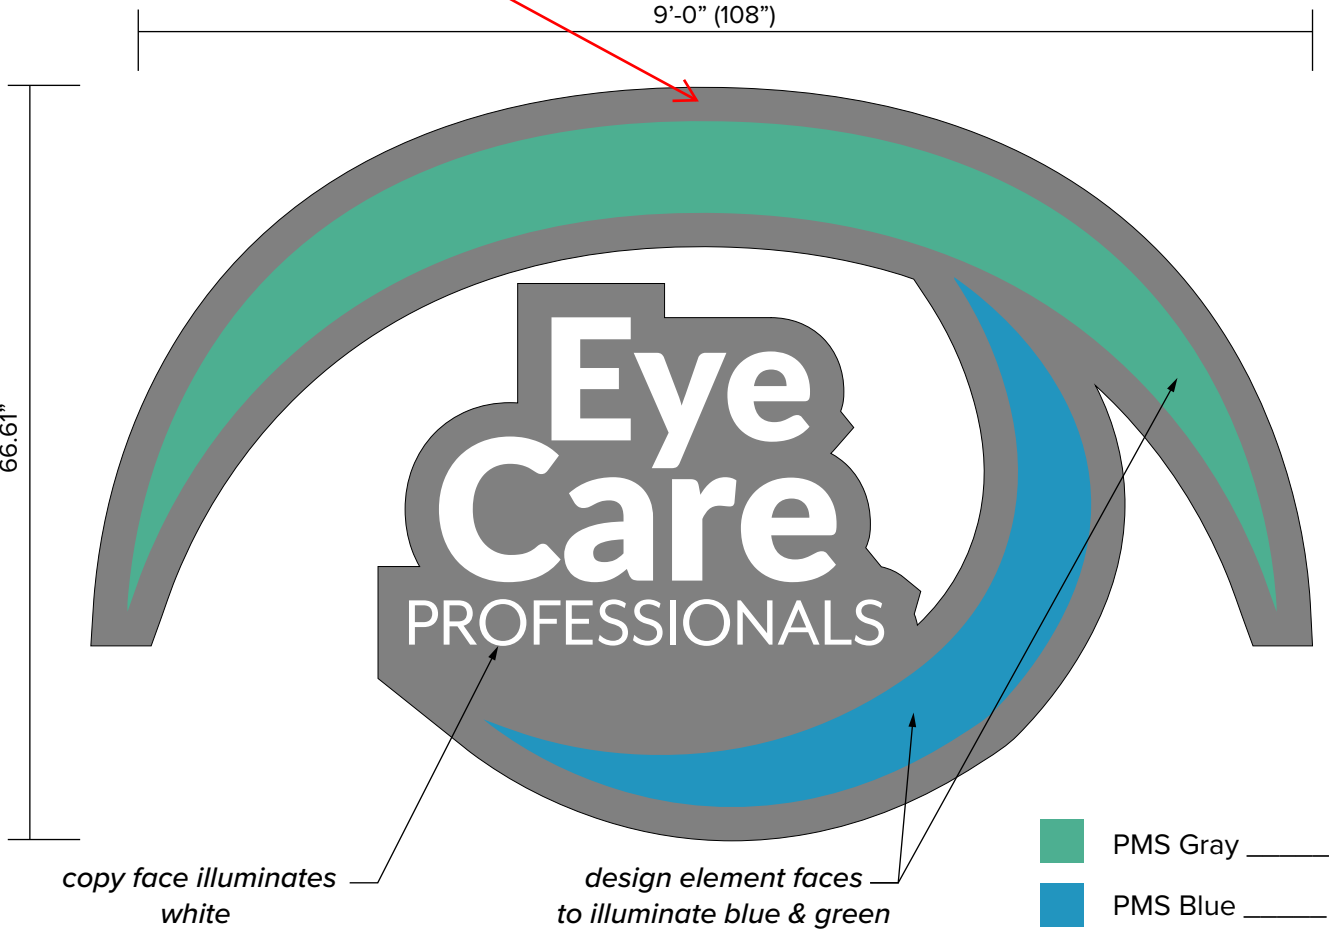 9’-0” (108”)
66.61”
Eye
Care
PROFESSIONALS
copy face illuminates
white
design element faces
to illuminate blue & green
PMS Gray ______
PMS Blue ______